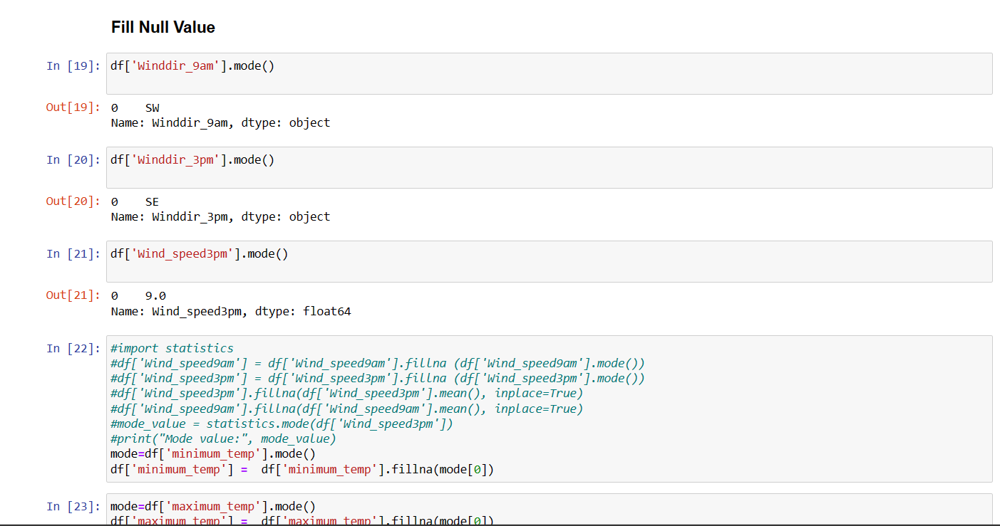 Fill Null Value
In [19]: df['Winddir_9am'].mode()
Out[19]: 0    SW
Name: Winddir_9am, dtype: object
In [20]: df['Winddir_3pm'].mode()
Out[20]: 0    SE
Name: Winddir_3pm, dtype: object
In [21]: df['Wind_speed3pm'].mode()
Out[21]: 0    9.0
Name: Wind_speed3pm, dtype: float64
In [22]: #import statistics
#df['Wind_speed9am'] = df['Wind_speed9am'].fillna (df['Wind_speed9am'].mode())
#df['Wind_speed3pm'] = df['Wind_speed3pm'].fillna (df['Wind_speed3pm'].mode())
#df['Wind_speed3pm'].fillna(df['Wind_speed3pm'].mean(), inplace=True)
#df['Wind_speed9am'].fillna(df['Wind_speed9am'].mean(), inplace=True)
#mode_value = statistics.mode(df['Wind_speed3pm'])
#print("Mode value:", mode_value)
mode=df['minimum_temp'].mode()
df['minimum_temp'] =  df['minimum_temp'].fillna(mode[0])
In [23]: mode=df['maximum_temp'].mode()
df['maximum_temp'] =  df['maximum_temp'].fillna(mode[0])